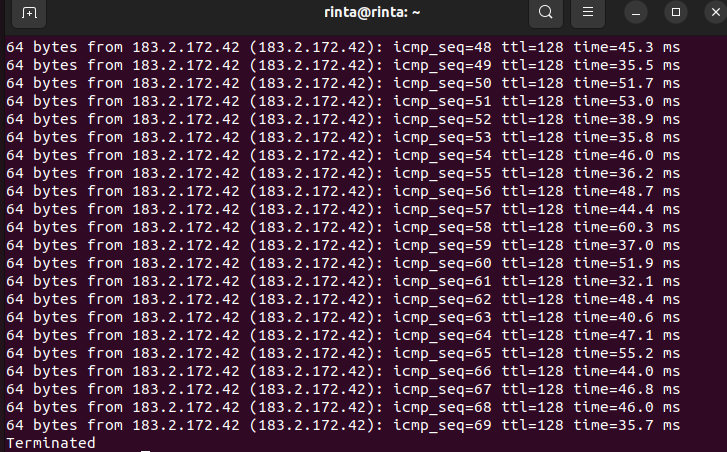 rinta@rinta: ~
64 bytes from 183.2.172.42 (183.2.172.42): icmp_seq=48 ttl=128 time=45.3 ms
64 bytes from 183.2.172.42 (183.2.172.42): icmp_seq=49 ttl=128 time=35.5 ms
64 bytes from 183.2.172.42 (183.2.172.42): icmp_seq=50 ttl=128 time=51.7 ms
64 bytes from 183.2.172.42 (183.2.172.42): icmp_seq=51 ttl=128 time=53.0 ms
64 bytes from 183.2.172.42 (183.2.172.42): icmp_seq=52 ttl=128 time=38.9 ms
64 bytes from 183.2.172.42 (183.2.172.42): icmp_seq=53 ttl=128 time=35.8 ms
64 bytes from 183.2.172.42 (183.2.172.42): icmp_seq=54 ttl=128 time=46.0 ms
64 bytes from 183.2.172.42 (183.2.172.42): icmp_seq=55 ttl=128 time=36.2 ms
64 bytes from 183.2.172.42 (183.2.172.42): icmp_seq=56 ttl=128 time=48.7 ms
64 bytes from 183.2.172.42 (183.2.172.42): icmp_seq=57 ttl=128 time=44.4 ms
64 bytes from 183.2.172.42 (183.2.172.42): icmp_seq=58 ttl=128 time=60.3 ms
64 bytes from 183.2.172.42 (183.2.172.42): icmp_seq=59 ttl=128 time=37.0 ms
64 bytes from 183.2.172.42 (183.2.172.42): icmp_seq=60 ttl=128 time=51.9 ms
64 bytes from 183.2.172.42 (183.2.172.42): icmp_seq=61 ttl=128 time=32.1 ms
64 bytes from 183.2.172.42 (183.2.172.42): icmp_seq=62 ttl=128 time=48.4 ms
64 bytes from 183.2.172.42 (183.2.172.42): icmp_seq=63 ttl=128 time=40.6 ms
64 bytes from 183.2.172.42 (183.2.172.42): icmp_seq=64 ttl=128 time=47.1 ms
64 bytes from 183.2.172.42 (183.2.172.42): icmp_seq=65 ttl=128 time=55.2 ms
64 bytes from 183.2.172.42 (183.2.172.42): icmp_seq=66 ttl=128 time=44.0 ms
64 bytes from 183.2.172.42 (183.2.172.42): icmp_seq=67 ttl=128 time=46.8 ms
64 bytes from 183.2.172.42 (183.2.172.42): icmp_seq=68 ttl=128 time=46.0 ms
64 bytes from 183.2.172.42 (183.2.172.42): icmp_seq=69 ttl=128 time=35.7 ms
Terminated